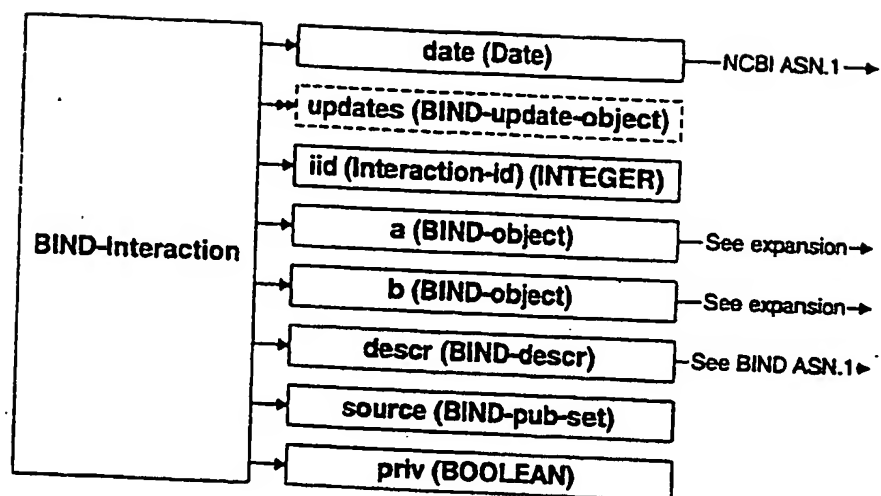 date (Date)
NCBI ASN.1
updates (BIND-update-object)
iid (Interaction-id) (INTEGER)
BIND-Interaction
a (BIND-object)
See expansion
b (BIND-object)
See expansion
descr (BIND-descr)
See BIND ASN.1
source (BIND-pub-set)
priv (BOOLEAN)